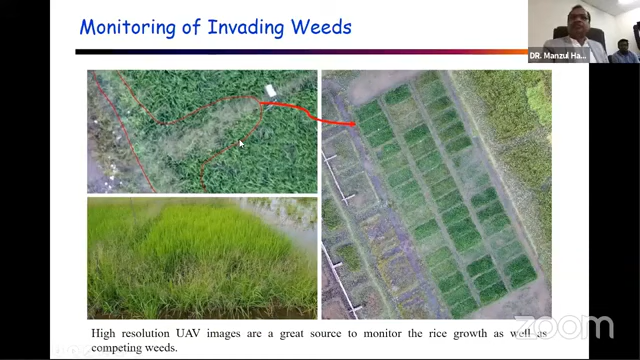 Monitoring of Invading Weeds
DR. Manzul Ha...
High resolution UAV images are a great source to monitor the rice growth as well as
competing weeds.
zoom